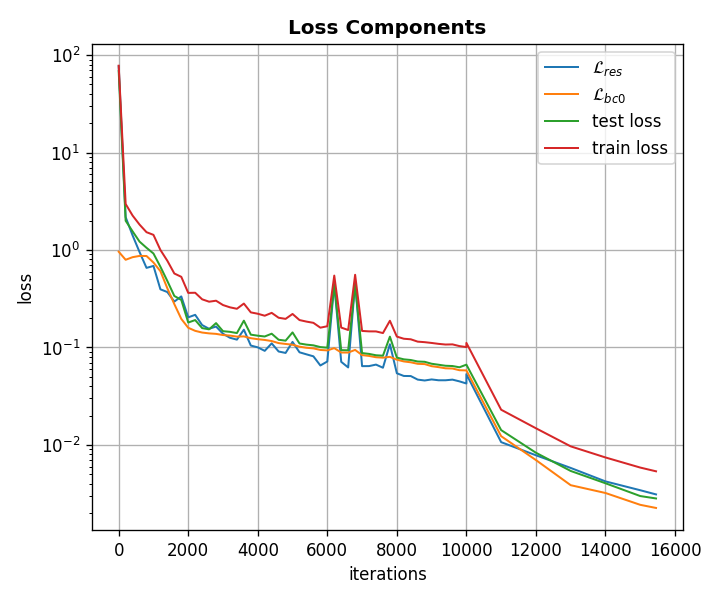 Loss Components
10²
10¹
10⁰
10⁻¹
10⁻²
loss
ℒ_res
ℒ_bc0
test loss
train loss
0 2000 4000 6000 8000 10000 12000 14000 16000
iterations